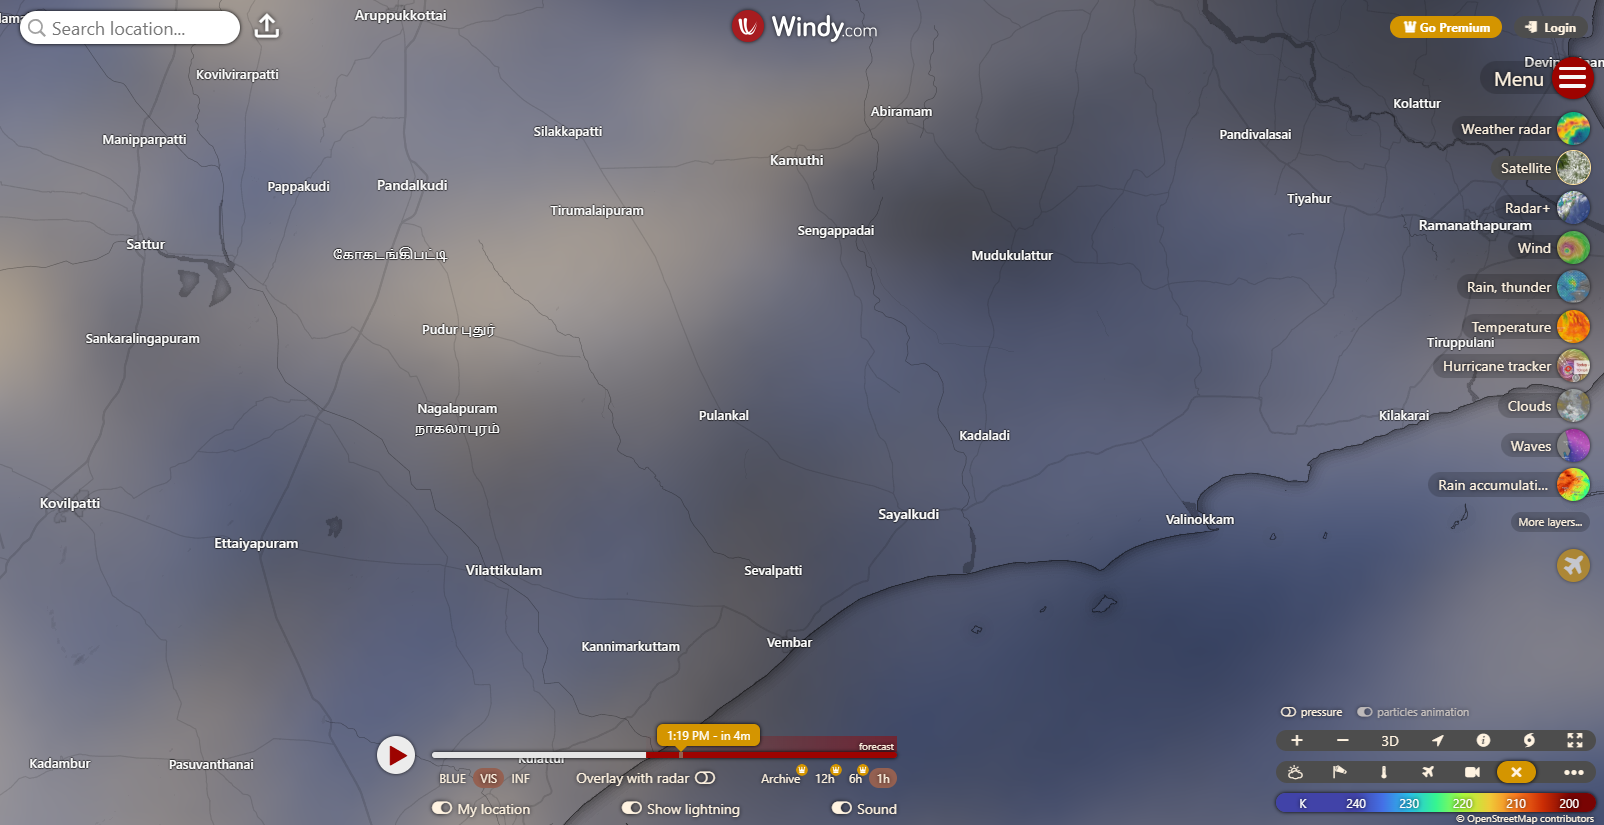 Search location...
Windy.com
Go Premium
Login
Menu
Weather radar
Satellite
Radar+
Wind
Rain, thunder
Temperature
Hurricane tracker
Clouds
Waves
Rain accumulati...
More layers...
Aruppukkottai
Kovilvirarpatti
Kolattur
Abiramam
Silakkapatti
Pandivalasai
Manipparpatti
Kamuthi
Pappakudi
Pandalkudi
Tiyahur
Tirumalaipuram
Ramanathapuram
Sengappadai
Sattur
கோகடங்கிபட்டி
Mudukulattur
Pudur புதுர்
Sankaralingapuram
Tiruppulani
Nagalapuram
நாகலாபுரம்
Pulankal
Kilakarai
Kadaladi
Kovilpatti
Sayalkudi
Valinokkam
Ettaiyapuram
Vilattikulam
Sevalpatti
Vembar
Kannimarkuttam
Kadambur
Pasuvanthanai
1:19 PM - in 4m
forecast
BLUE VIS INF
Overlay with radar
Archive 12h 6h 1h
My location
Show lightning
Sound
pressure
particles animation
3D
K 240 230 220 210 200
© OpenStreetMap contributors